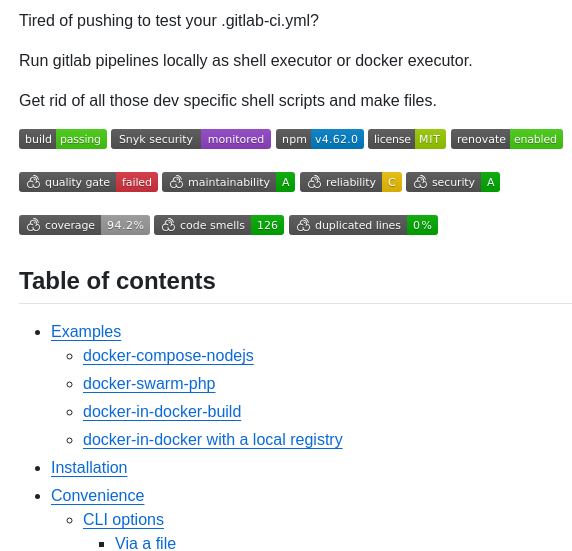 Tired of pushing to test your .gitlab-ci.yml?
Run gitlab pipelines locally as shell executor or docker executor.
Get rid of all those dev specific shell scripts and make files.
build passing Snyk security monitored npm v4.62.0 license MIT renovate enabled
quality gate failed maintainability A reliability C security A
coverage 94.2% code smells 126 duplicated lines 0%
Table of contents
Examples
docker-compose-nodejs
docker-swarm-php
docker-in-docker-build
docker-in-docker with a local registry
Installation
Convenience
CLI options
Via a file